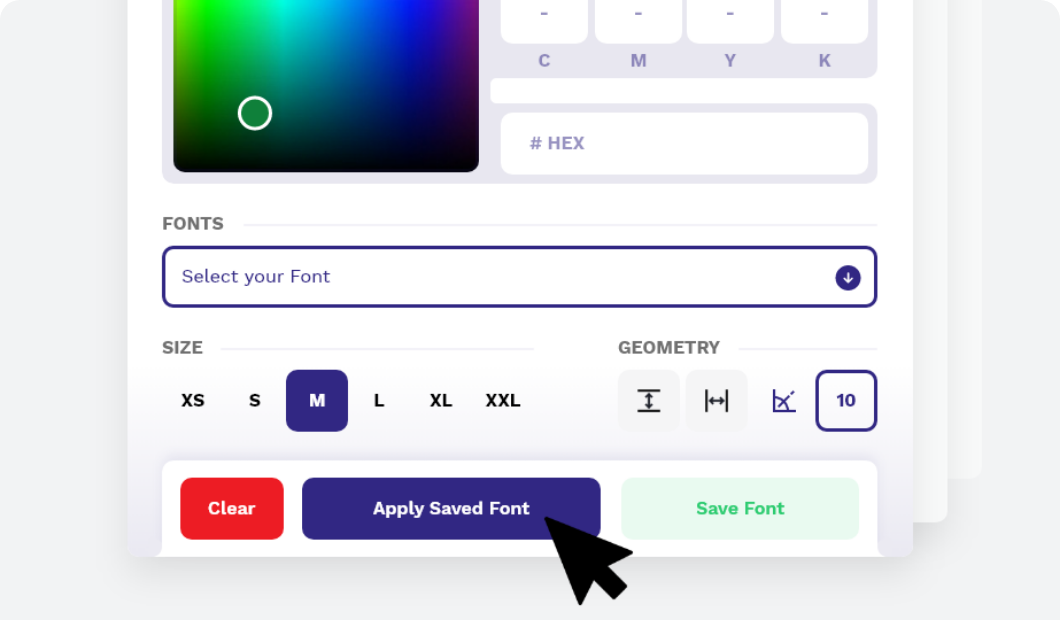 - - - -
C M Y K
# HEX
FONTS
Select your Font
SIZE
XS S M L XL XXL
GEOMETRY
10
Clear Apply Saved Font Save Font